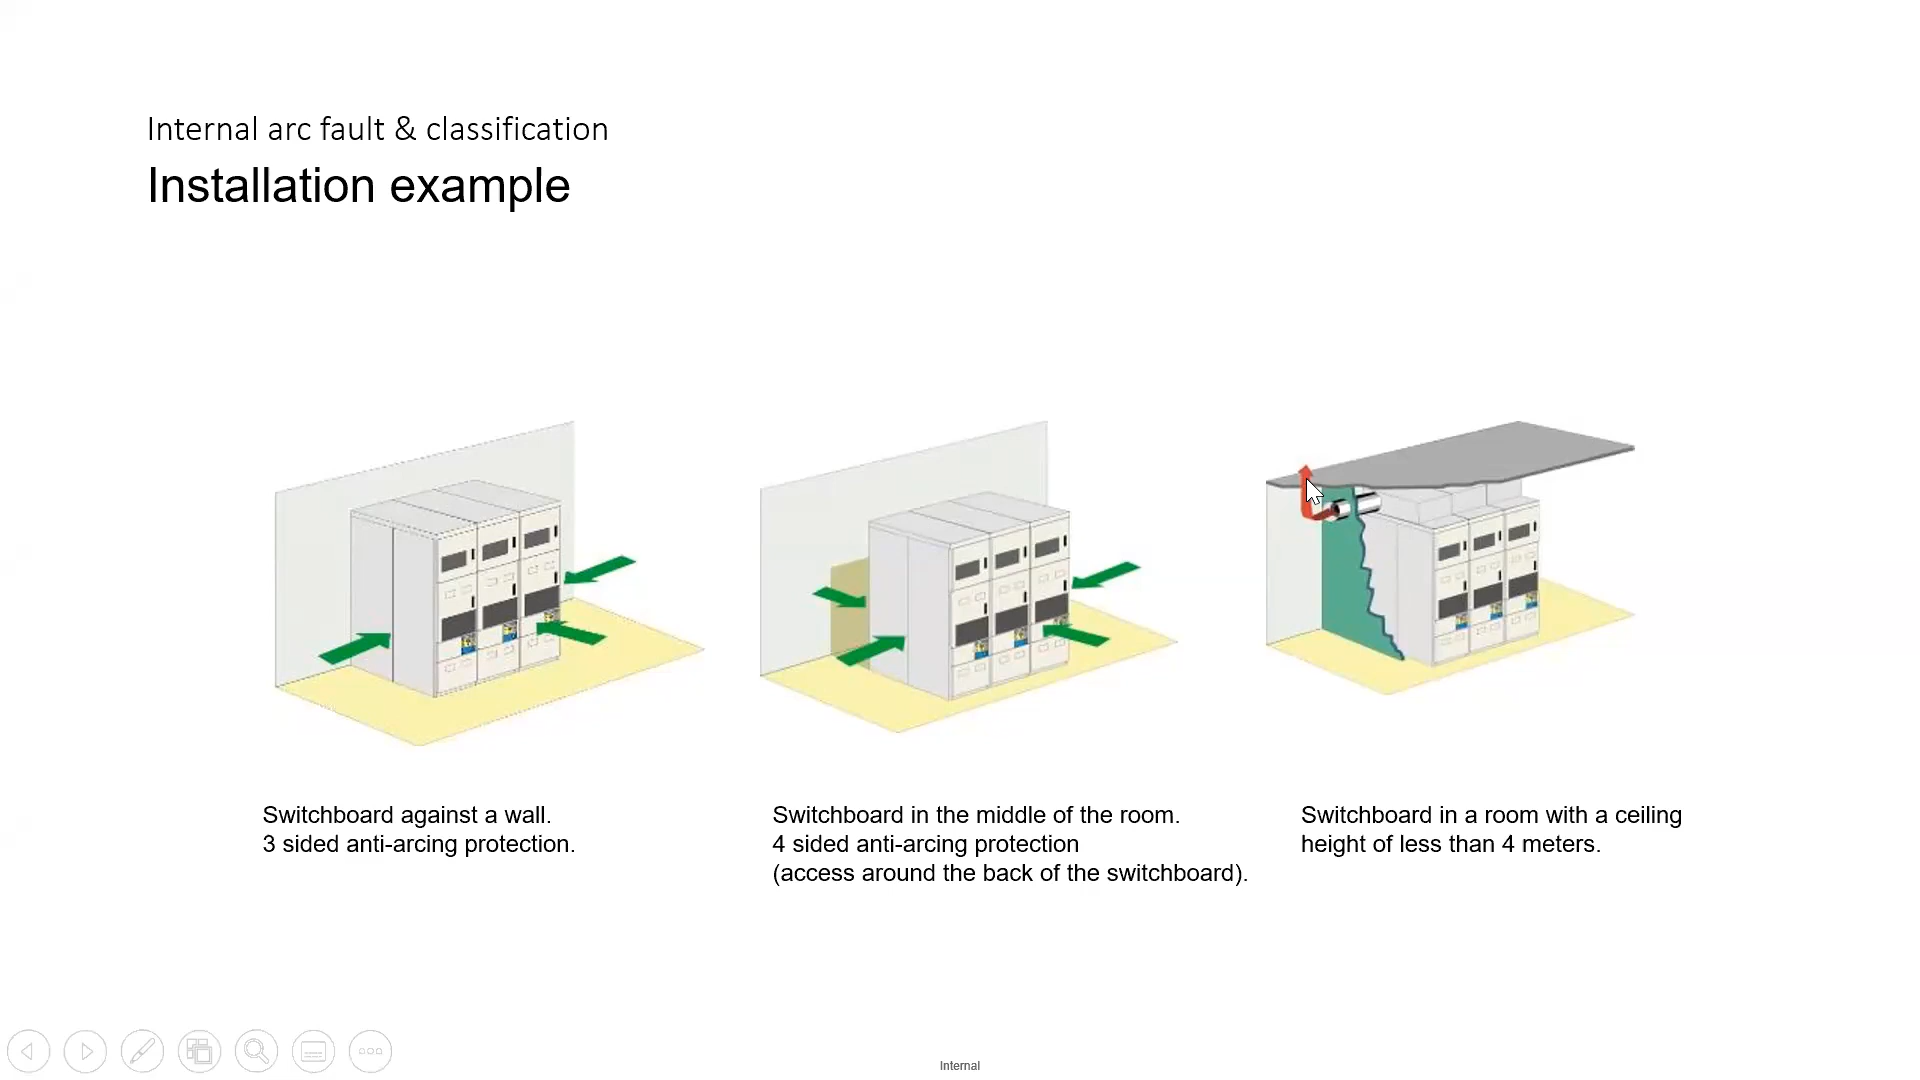 Internal arc fault & classification
Installation example
Switchboard against a wall.
3 sided anti-arcing protection.
Switchboard in the middle of the room.
4 sided anti-arcing protection
(access around the back of the switchboard).
Switchboard in a room with a ceiling
height of less than 4 meters.
Internal